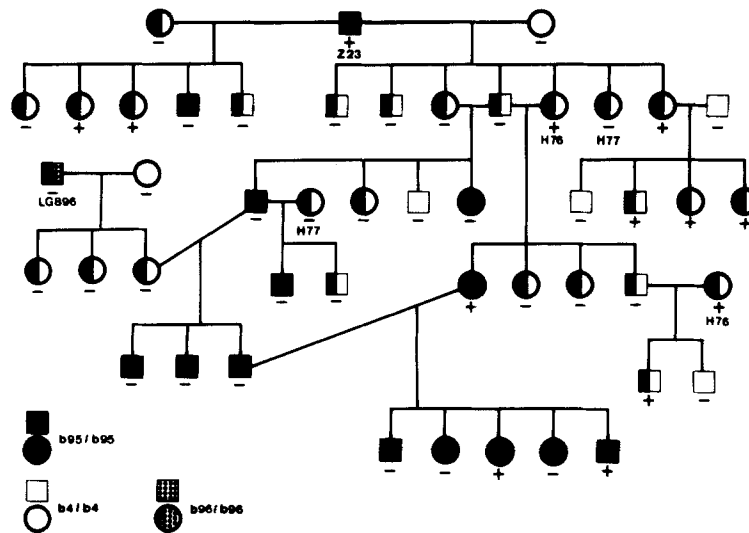 − + −
Z23
− + + − − − − − − + − + −
H76 H77
− −
LG896
− − − − − − + + +
H77
− − − − − + − − − +
H76
− − − + −
− − + − +
b95/b95
b4/b4 b96/b96